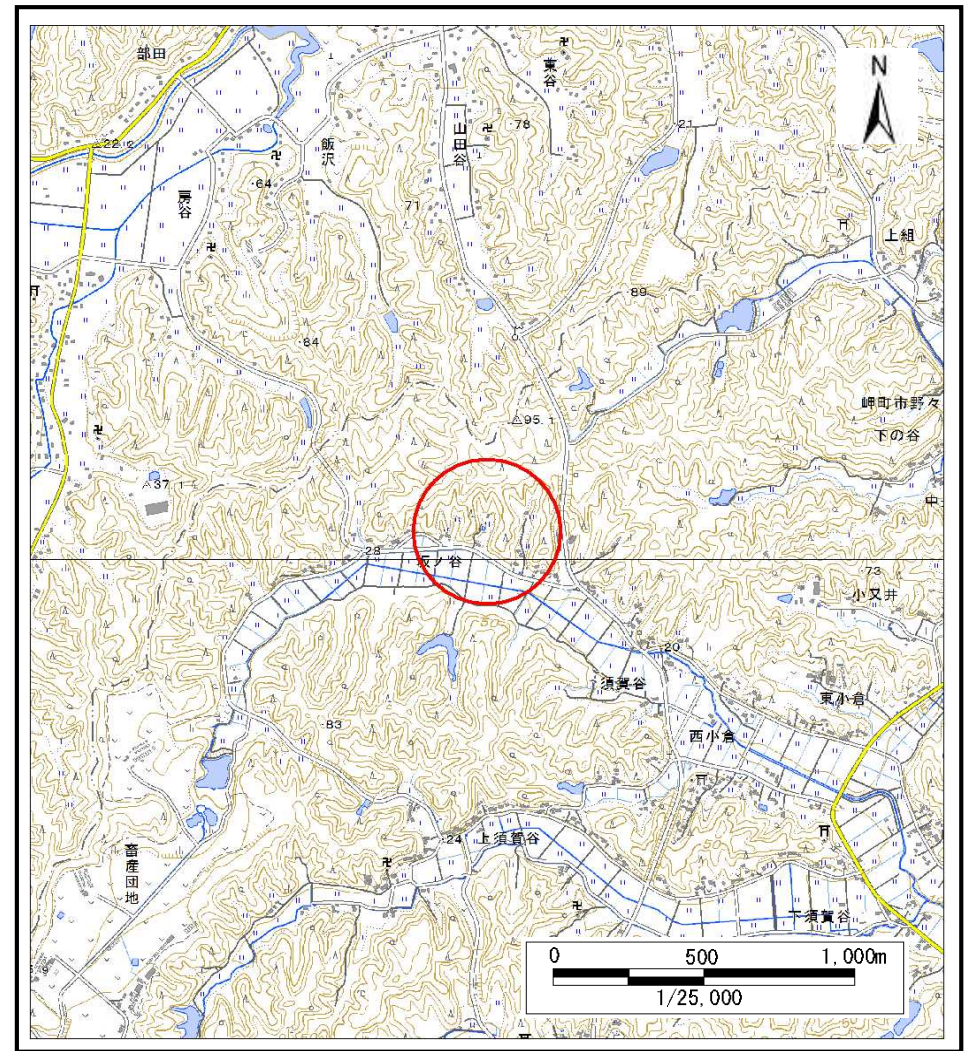 部田
菅谷
N
78
21
22.2
山田谷
飯沢
64
房谷
71
上組
89
84
岬町市野々
95.1
下の谷
37.1
中
28
坂ノ谷
73
小又井
20
須賀谷
東小倉
83
西小倉
24
上須賀谷
畜産団地
下須賀谷
0 500 1,000m
1/25,000